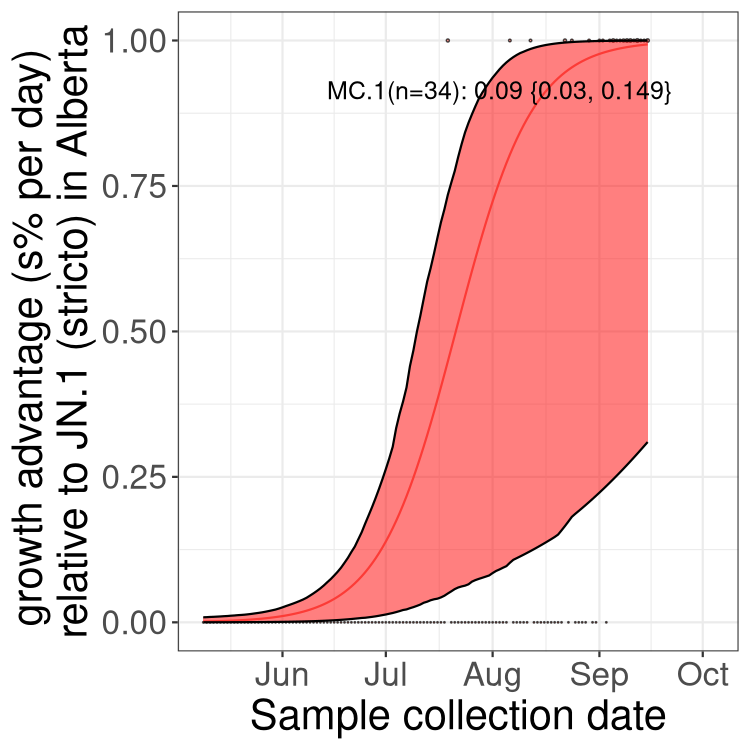 growth advantage (s% per day)
relative to JN.1 (stricto) in Alberta
1.00
0.75
0.50
0.25
0.00
MC.1(n=34): 0.09 {0.03, 0.149}
Jun Jul Aug Sep Oct
Sample collection date